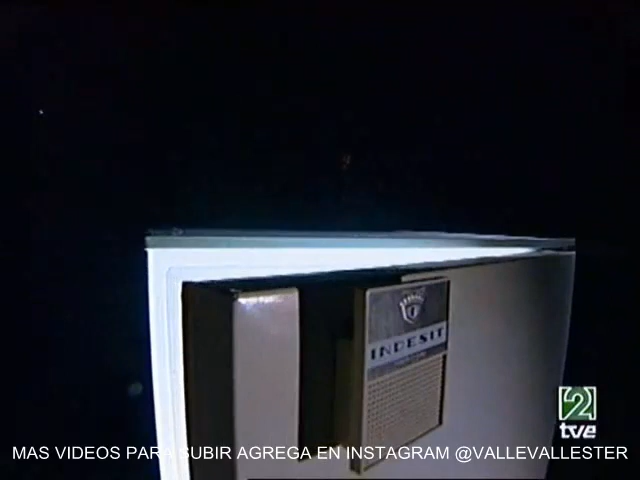 INDESIT
2
tve
MAS VIDEOS PARA SUBIR AGREGA EN INSTAGRAM @VALLEVALLESTER